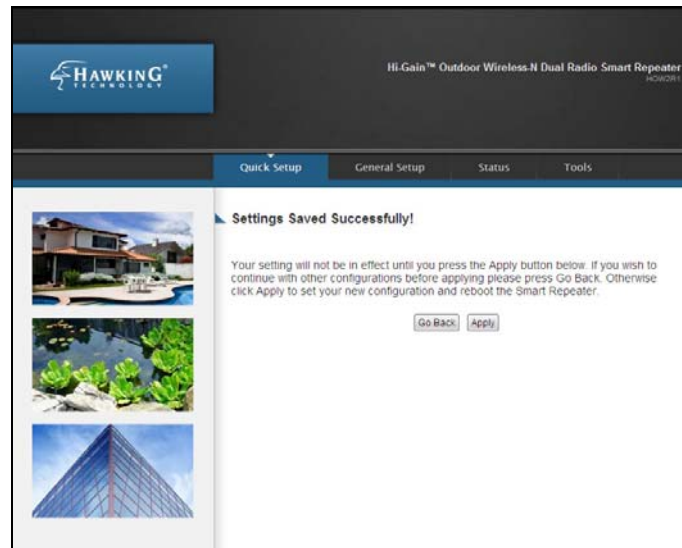 HAWKING®
TECHNOLOGY
Hi-Gain™ Outdoor Wireless-N Dual Radio Smart Repeater
HOW2R1
Quick Setup
General Setup
Status
Tools
Settings Saved Successfully!
Your setting will not be in effect until you press the Apply button below. If you wish to
continue with other configurations before applying please press Go Back. Otherwise
click Apply to set your new configuration and reboot the Smart Repeater.
Go Back
Apply